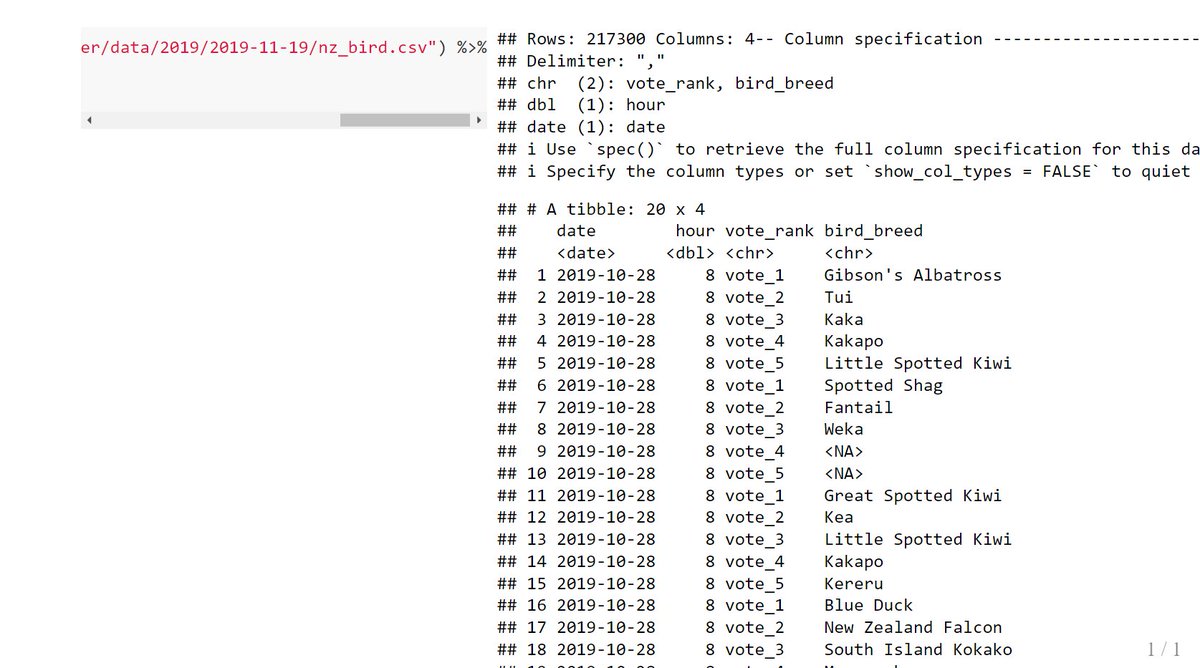 er/data/2019/2019-11-19/nz_bird.csv") %>%
## Rows: 217300 Columns: 4-- Column specification ---------------------
## Delimiter: ","
## chr  (2): vote_rank, bird_breed
## dbl  (1): hour
## date (1): date
## i Use `spec()` to retrieve the full column specification for this da
## i Specify the column types or set `show_col_types = FALSE` to quiet
## # A tibble: 20 x 4
##    date        hour vote_rank bird_breed
##    <date>     <dbl> <chr>     <chr>
##  1 2019-10-28     8 vote_1    Gibson's Albatross
##  2 2019-10-28     8 vote_2    Tui
##  3 2019-10-28     8 vote_3    Kaka
##  4 2019-10-28     8 vote_4    Kakapo
##  5 2019-10-28     8 vote_5    Little Spotted Kiwi
##  6 2019-10-28     8 vote_1    Spotted Shag
##  7 2019-10-28     8 vote_2    Fantail
##  8 2019-10-28     8 vote_3    Weka
##  9 2019-10-28     8 vote_4    <NA>
## 10 2019-10-28     8 vote_5    <NA>
## 11 2019-10-28     8 vote_1    Great Spotted Kiwi
## 12 2019-10-28     8 vote_2    Kea
## 13 2019-10-28     8 vote_3    Little Spotted Kiwi
## 14 2019-10-28     8 vote_4    Kakapo
## 15 2019-10-28     8 vote_5    Kereru
## 16 2019-10-28     8 vote_1    Blue Duck
## 17 2019-10-28     8 vote_2    New Zealand Falcon
## 18 2019-10-28     8 vote_3    South Island Kokako
1 / 1